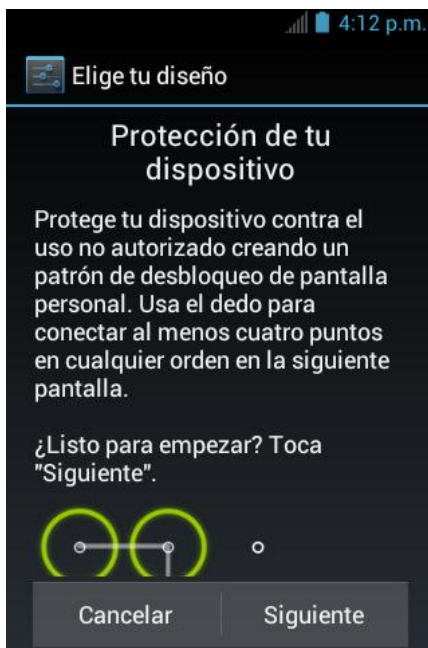 4:12 p.m.
Elige tu diseño
Protección de tu
dispositivo
Protege tu dispositivo contra el
uso no autorizado creando un
patrón de desbloqueo de pantalla
personal. Usa el dedo para
conectar al menos cuatro puntos
en cualquier orden en la siguiente
pantalla.
¿Listo para empezar? Toca
"Siguiente".
Cancelar
Siguiente